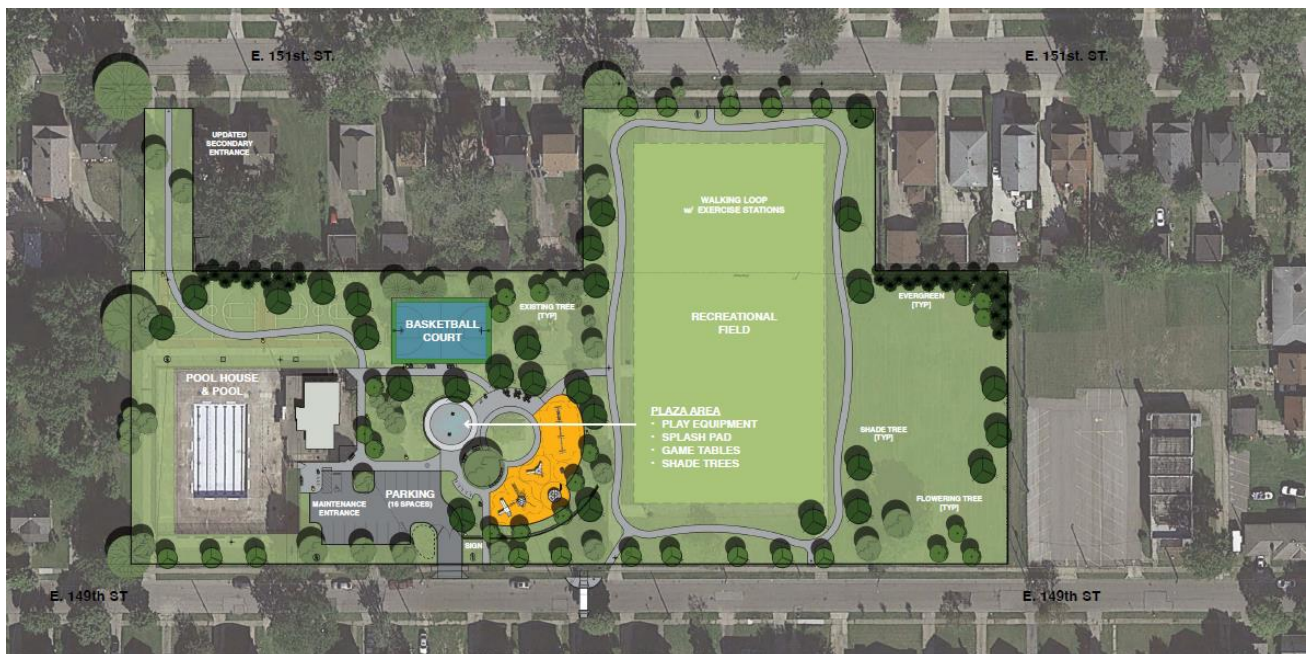 E. 151st. ST.
E. 151st. ST.
UPDATED
SECONDARY
ENTRANCE
WALKING LOOP
w/ EXERCISE STATIONS
EXISTING TREE
[TYP]
EVERGREEN
[TYP]
BASKETBALL
COURT
RECREATIONAL
FIELD
POOL HOUSE
& POOL
PLAZA AREA
- PLAY EQUIPMENT
- SPLASH PAD
- GAME TABLES
- SHADE TREES
SHADE TREE
[TYP]
MAINTENANCE
ENTRANCE
PARKING
(16 SPACES)
FLOWERING TREE
[TYP]
SIGN
E. 149th ST
E. 149th ST